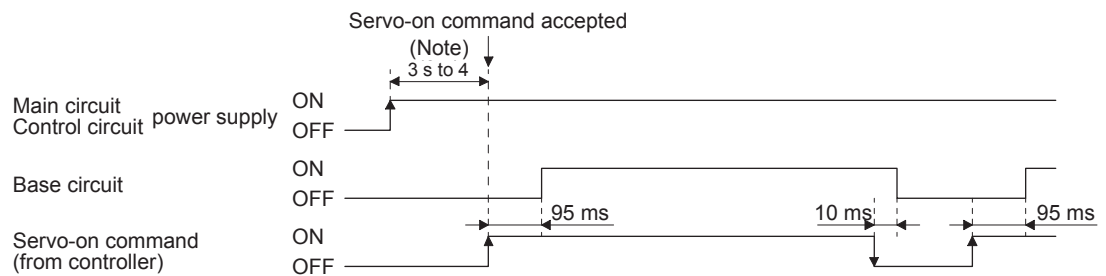 Servo-on command accepted
(Note)
3 s to 4
Main circuit
Control circuit
power supply
ON
OFF
Base circuit
ON
OFF
95 ms
10 ms
95 ms
Servo-on command
(from controller)
ON
OFF